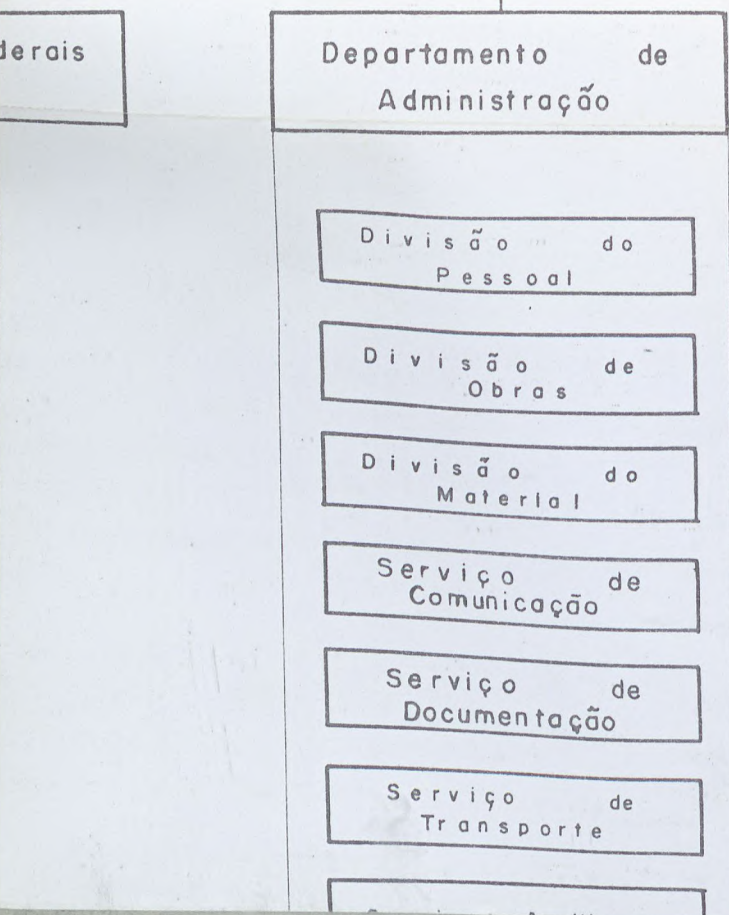 Departamento de
Administração
Divisão do
Pessoal
Divisão de
Obras
Divisão do
Material
Serviço de
Comunicação
Serviço de
Documentação
Serviço de
Transporte